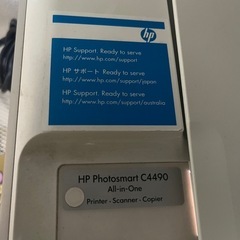 hp
HP Support. Ready to serve
http://www.hp.com/support
HP サポート Ready to serve
http://www.hp.com/support/japan
HP Support. Ready to serve
http://www.hp.com/support/australia
HP Photosmart C4490
All-in-One
Printer - Scanner - Copier